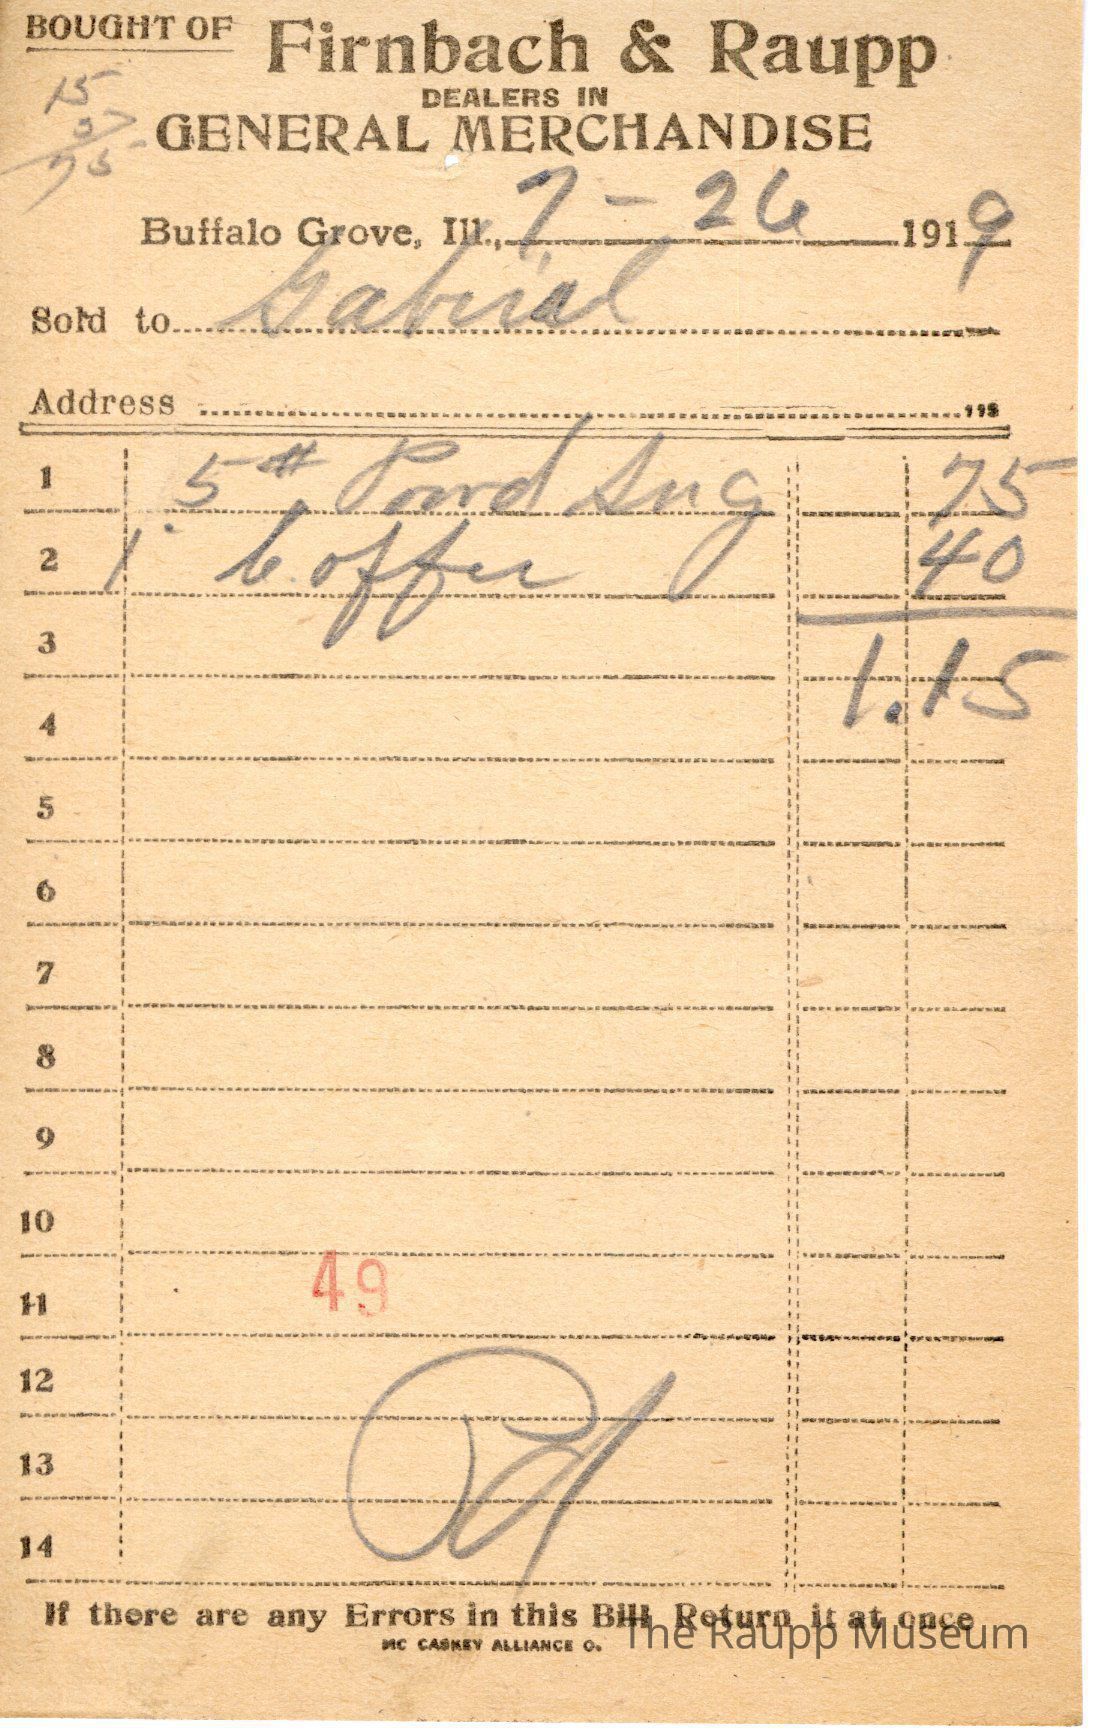 BOUGHT OF Firnbach & Raupp
DEALERS IN
GENERAL MERCHANDISE
15
5
75
Buffalo Grove, Ill., 7-26 1919
Sold to Gabriel
Address
1 5# Powd Sug 75
2 1 Coffee 40
3 1.15
4
5
6
7
8
9
10
49
11
12
13
Pd
14
If there are any Errors in this Bill Return it at once
MC CASKEY ALLIANCE O.
The Raupp Museum